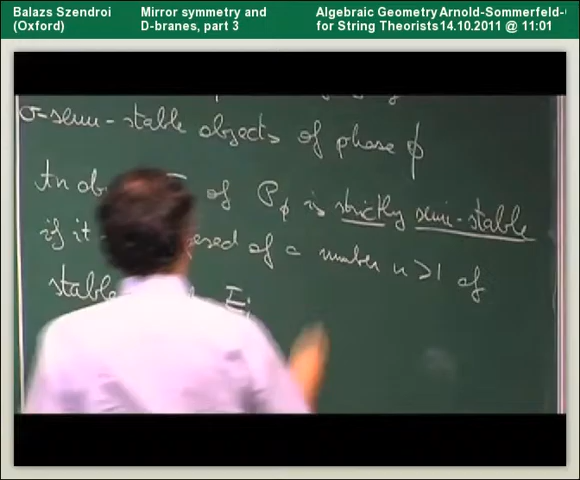 Balazs Szendroi (Oxford)
Mirror symmetry and D-branes, part 3
Algebraic Geometry for String Theorists
Arnold-Sommerfeld-
14.10.2011 @ 11:01
σ-semi-stable objects of phase ϕ
An ob E of P_ϕ is strictly semi-stable
if it posed of a number n>1 of
stable E_i